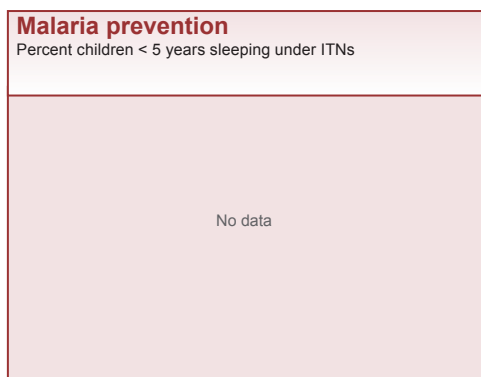 Malaria prevention
Percent children < 5 years sleeping under ITNs
No data